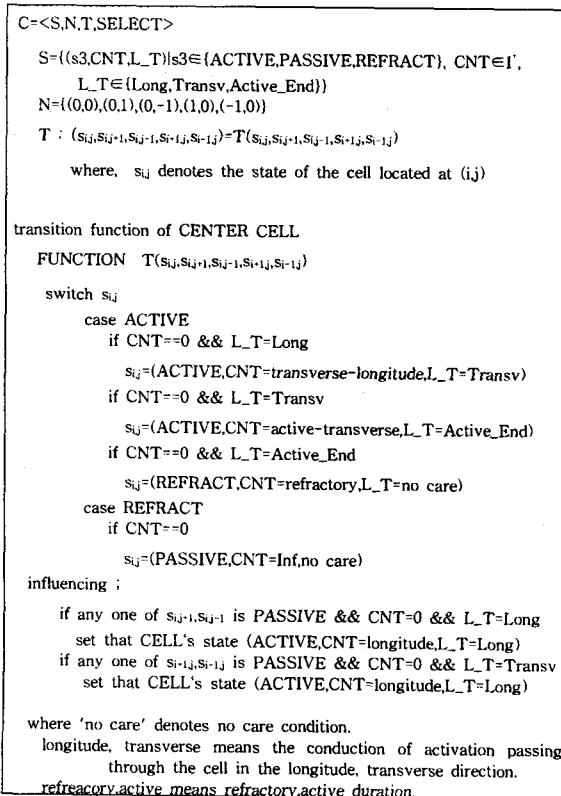 C=<S,N,T,SELECT>
S={(s3,CNT,L_T)|s3∈{ACTIVE,PASSIVE,REFRACT}, CNT∈I',
L_T∈{Long,Transv,Active_End}}
N={(0,0),(0,1),(0,-1),(1,0),(-1,0)}
T : (si,j,si,j+1,si,j-1,si+1,j,si-1,j)=T(si,j,si,j+1,si,j-1,si+1,j,si-1,j)
where, si,j denotes the state of the cell located at (i,j)
transition function of CENTER CELL
FUNCTION T(si,j,si,j+1,si,j-1,si+1,j,si-1,j)
switch si,j
case ACTIVE
if CNT==0 && L_T=Long
si,j=(ACTIVE,CNT=transverse-longitude,L_T=Transv)
if CNT==0 && L_T=Transv
si,j=(ACTIVE,CNT=active-transverse,L_T=Active_End)
if CNT==0 && L_T=Active_End
si,j=(REFRACT,CNT=refractory,L_T=no care)
case REFRACT
if CNT==0
si,j=(PASSIVE,CNT=Inf,no care)
influencing ;
if any one of si,j+1,si,j-1 is PASSIVE && CNT=0 && L_T=Long
set that CELL's state (ACTIVE,CNT=longitude,L_T=Long)
if any one of si-1,j,si-1,j is PASSIVE && CNT=0 && L_T=Transv
set that CELL's state (ACTIVE,CNT=longitude,L_T=Long)
where 'no care' denotes no care condition.
longitude, transverse means the conduction of activation passing
through the cell in the longitude, transverse direction.
refreacory,active means refractory,active duration.